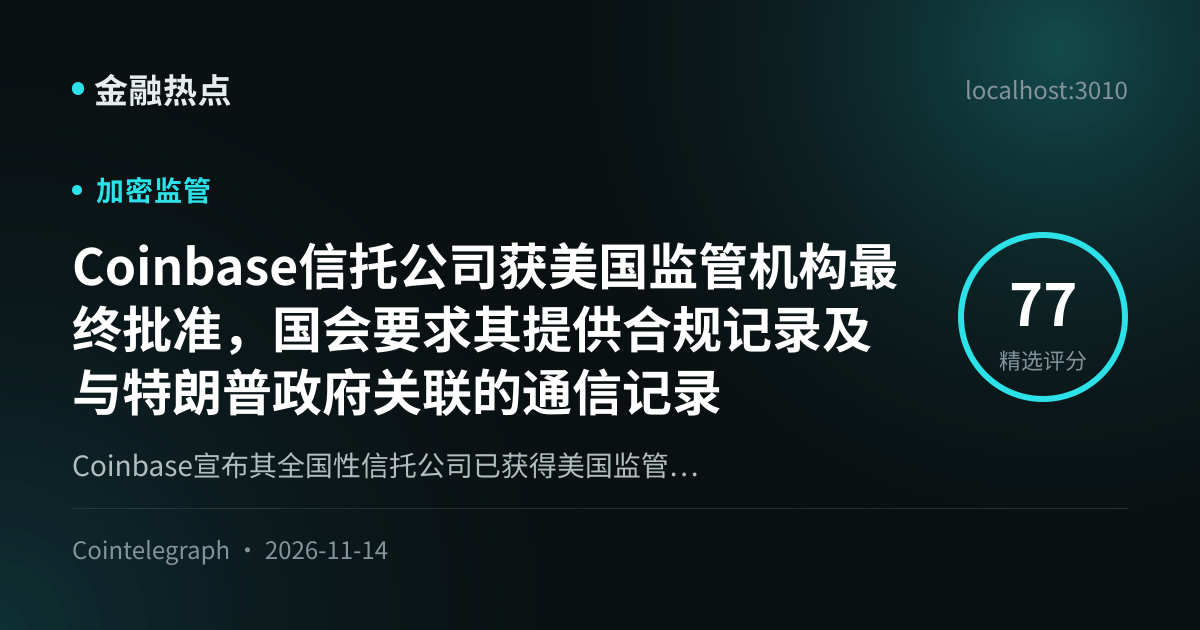 金融热点
localhost:3010
加密监管
Coinbase信托公司获美国监管机构最
终批准，国会要求其提供合规记录及
与特朗普政府关联的通信记录
77
精选评分
Coinbase宣布其全国性信托公司已获得美国监管…
Cointelegraph · 2026-11-14